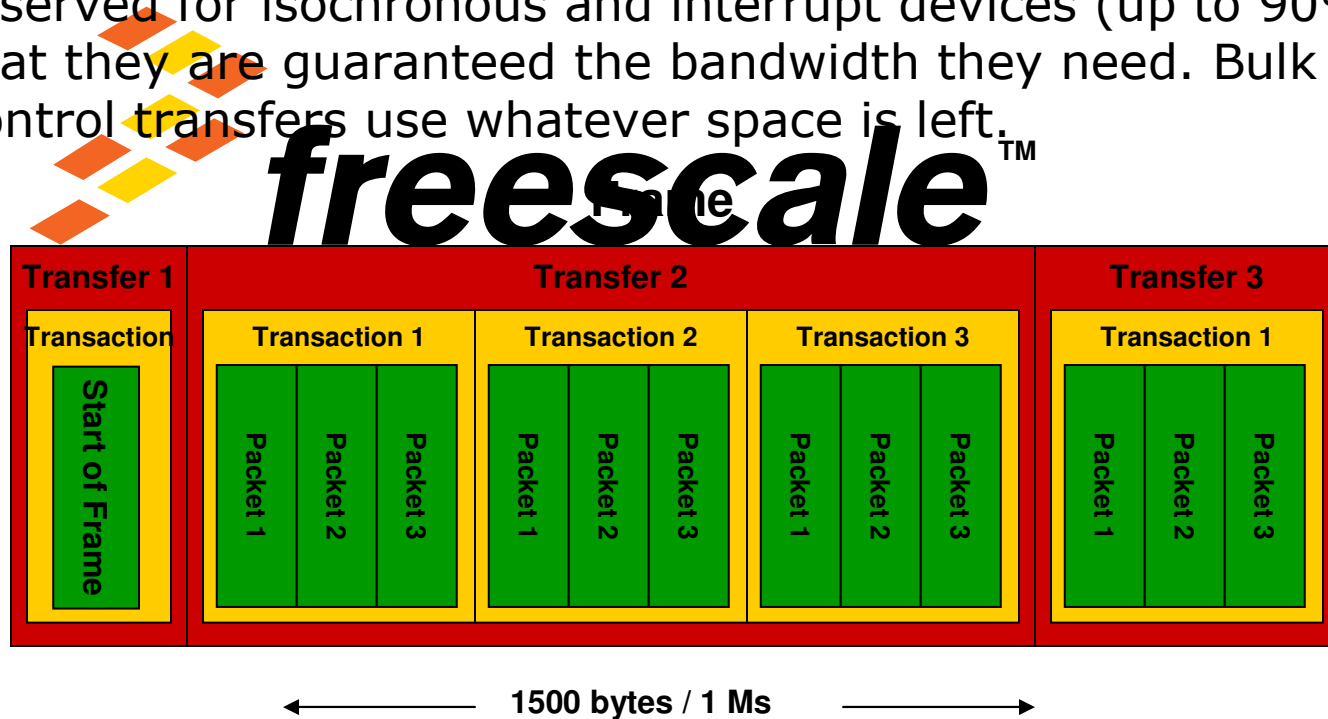 served for isochronous and interrupt devices (up to 90%
at they are guaranteed the bandwidth they need. Bulk
ontrol transfers use whatever space is left.
freescale™
Frame
Transfer 1 Transfer 2 Transfer 3
Transaction Transaction 1 Transaction 2 Transaction 3 Transaction 1
Start of Frame
Packet 1 Packet 2 Packet 3 Packet 1 Packet 2 Packet 3 Packet 1 Packet 2 Packet 3 Packet 1 Packet 2 Packet 3
1500 bytes / 1 Ms